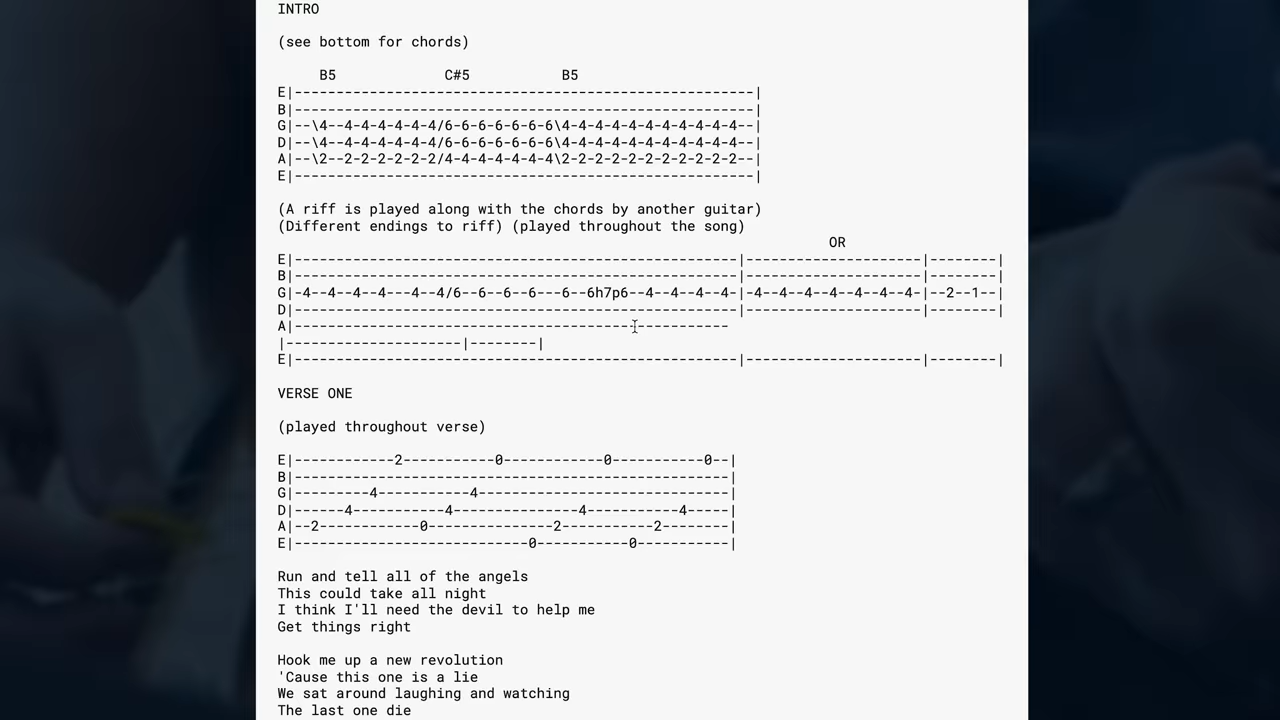 INTRO
(see bottom for chords)
     B5             C#5           B5
E|-------------------------------------------------------|
B|-------------------------------------------------------|
G|--\4--4-4-4-4-4/6-6-6-6-6-6-6\4-4-4-4-4-4-4-4-4-4-4--|
D|--\4--4-4-4-4-4/6-6-6-6-6-6-6\4-4-4-4-4-4-4-4-4-4-4--|
A|--\2--2-2-2-2-2-2/4-4-4-4-4-4-4\2-2-2-2-2-2-2-2-2-2-2--|
E|-------------------------------------------------------|
(A riff is played along with the chords by another guitar)
(Different endings to riff) (played throughout the song)
                                                                  OR
E|-----------------------------------------------------|---------------------|--------|
B|-----------------------------------------------------|---------------------|--------|
G|-4--4--4--4---4--4/6--6--6--6---6--6h7p6--4--4--4--4-|-4--4--4--4--4--4--4-|--2--1--|
D|-----------------------------------------------------|---------------------|--------|
A|----------------------------------------------------
|---------------------|--------|
E|-----------------------------------------------------|---------------------|--------|
VERSE ONE
(played throughout verse)
E|------------2-----------0------------0-----------0--|
B|----------------------------------------------------|
G|---------4-----------4------------------------------|
D|------4-----------4---------------4-----------4-----|
A|--2------------0---------------2-----------2--------|
E|----------------------------0-----------0-----------|
Run and tell all of the angels
This could take all night
I think I'll need the devil to help me
Get things right
Hook me up a new revolution
'Cause this one is a lie
We sat around laughing and watching
The last one die